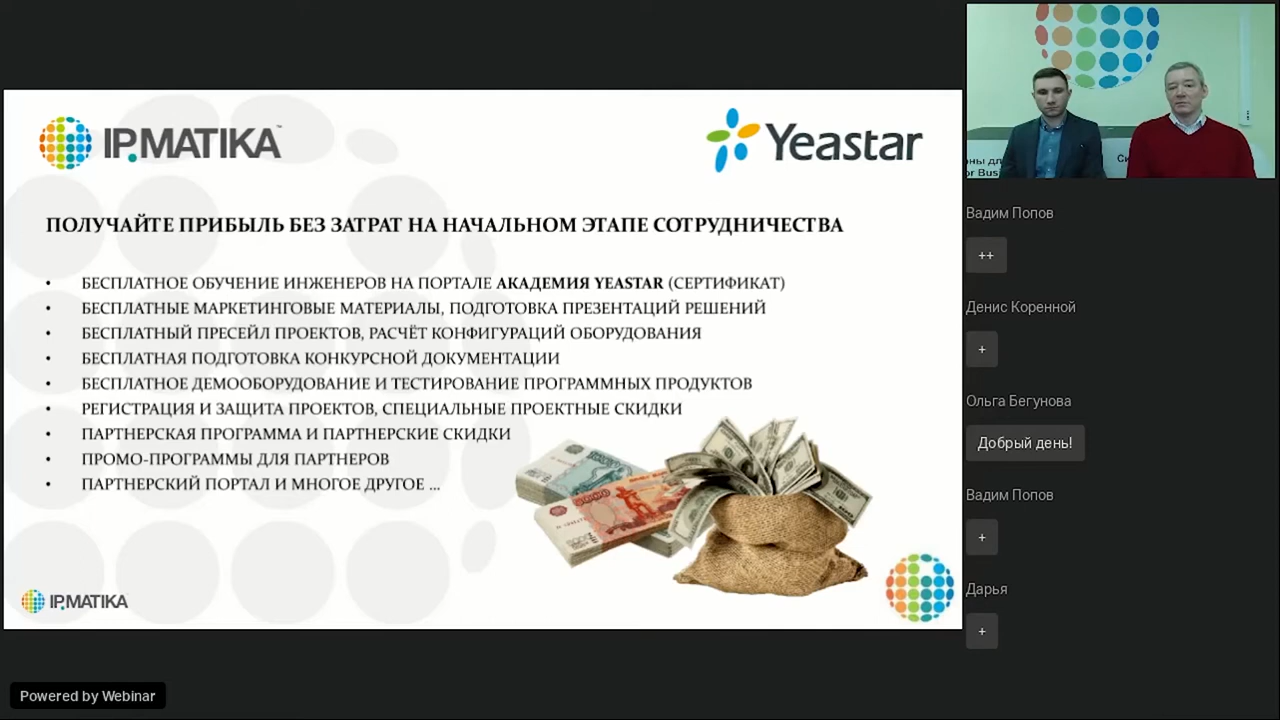 IP.MATIKA™
Yeastar
ПОЛУЧАЙТЕ ПРИБЫЛЬ БЕЗ ЗАТРАТ НА НАЧАЛЬНОМ ЭТАПЕ СОТРУДНИЧЕСТВА
• БЕСПЛАТНОЕ ОБУЧЕНИЕ ИНЖЕНЕРОВ НА ПОРТАЛЕ АКАДЕМИЯ YEASTAR (СЕРТИФИКАТ)
• БЕСПЛАТНЫЕ МАРКЕТИНГОВЫЕ МАТЕРИАЛЫ, ПОДГОТОВКА ПРЕЗЕНТАЦИЙ РЕШЕНИЙ
• БЕСПЛАТНЫЙ ПРЕСЕЙЛ ПРОЕКТОВ, РАСЧЁТ КОНФИГУРАЦИЙ ОБОРУДОВАНИЯ
• БЕСПЛАТНАЯ ПОДГОТОВКА КОНКУРСНОЙ ДОКУМЕНТАЦИИ
• БЕСПЛАТНОЕ ДЕМООБОРУДОВАНИЕ И ТЕСТИРОВАНИЕ ПРОГРАММНЫХ ПРОДУКТОВ
• РЕГИСТРАЦИЯ И ЗАЩИТА ПРОЕКТОВ, СПЕЦИАЛЬНЫЕ ПРОЕКТНЫЕ СКИДКИ
• ПАРТНЕРСКАЯ ПРОГРАММА И ПАРТНЕРСКИЕ СКИДКИ
• ПРОМО-ПРОГРАММЫ ДЛЯ ПАРТНЕРОВ
• ПАРТНЕРСКИЙ ПОРТАЛ И МНОГОЕ ДРУГОЕ ...
IP.MATIKA
Powered by Webinar
Вадим Попов
++
Денис Коренной
+
Ольга Бегунова
Добрый день!
Вадим Попов
+
Дарья
+